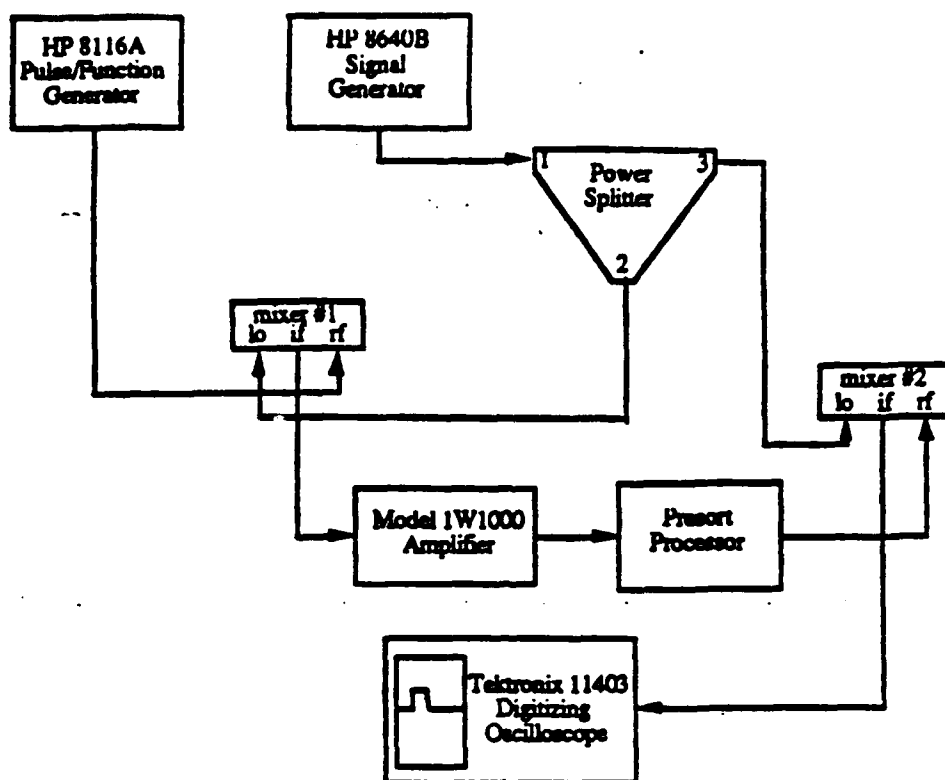 HP 8116A
Pulse/Function
Generator
HP 8640B
Signal
Generator
1
3
Power
Splitter
2
mixer #1
lo if rf
mixer #2
lo if rf
Model 1W1000
Amplifier
Presort
Processor
Tektronix 11403
Digitizing
Oscilloscope